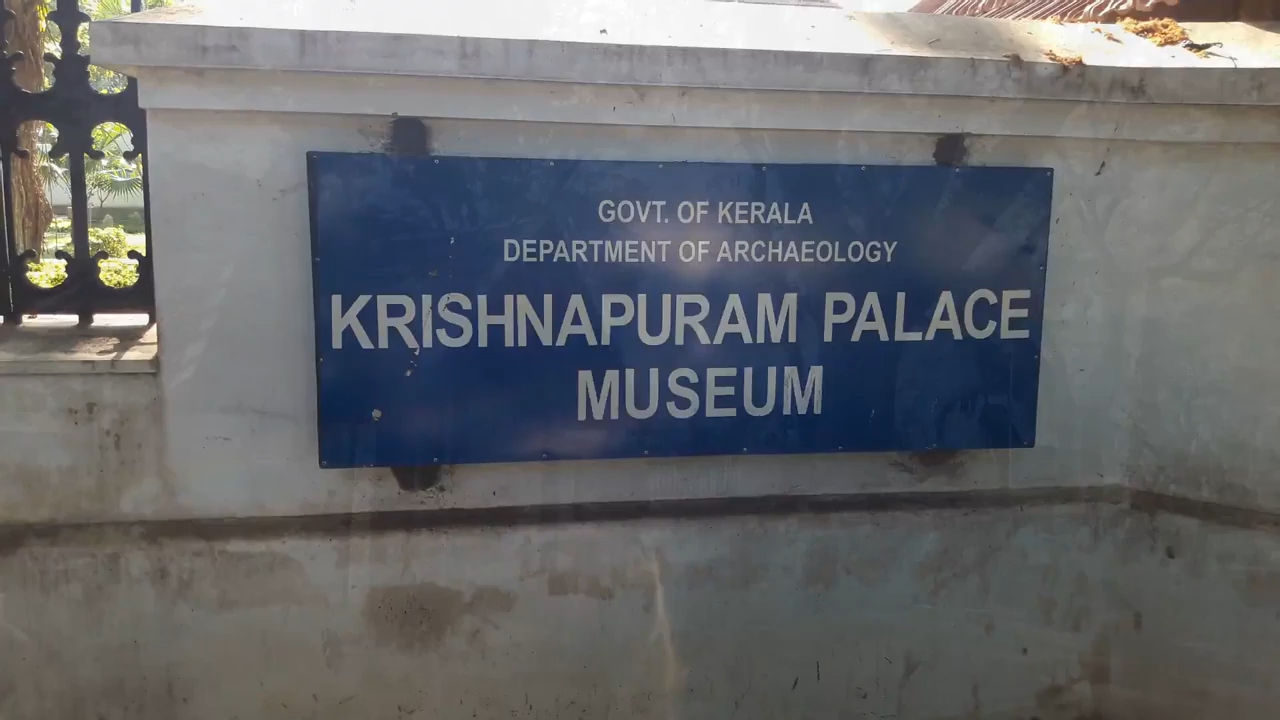 GOVT. OF KERALA
DEPARTMENT OF ARCHAEOLOGY
KRISHNAPURAM PALACE
MUSEUM